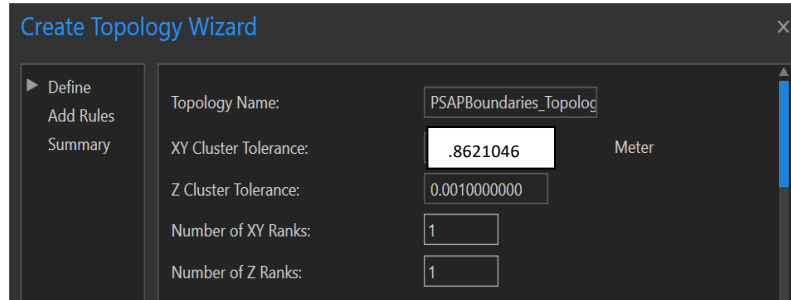 Create Topology Wizard
Define
Add Rules
Summary
Topology Name: PSAPBoundaries_Topolog
XY Cluster Tolerance: .8621046 Meter
Z Cluster Tolerance: 0.0010000000
Number of XY Ranks: 1
Number of Z Ranks: 1